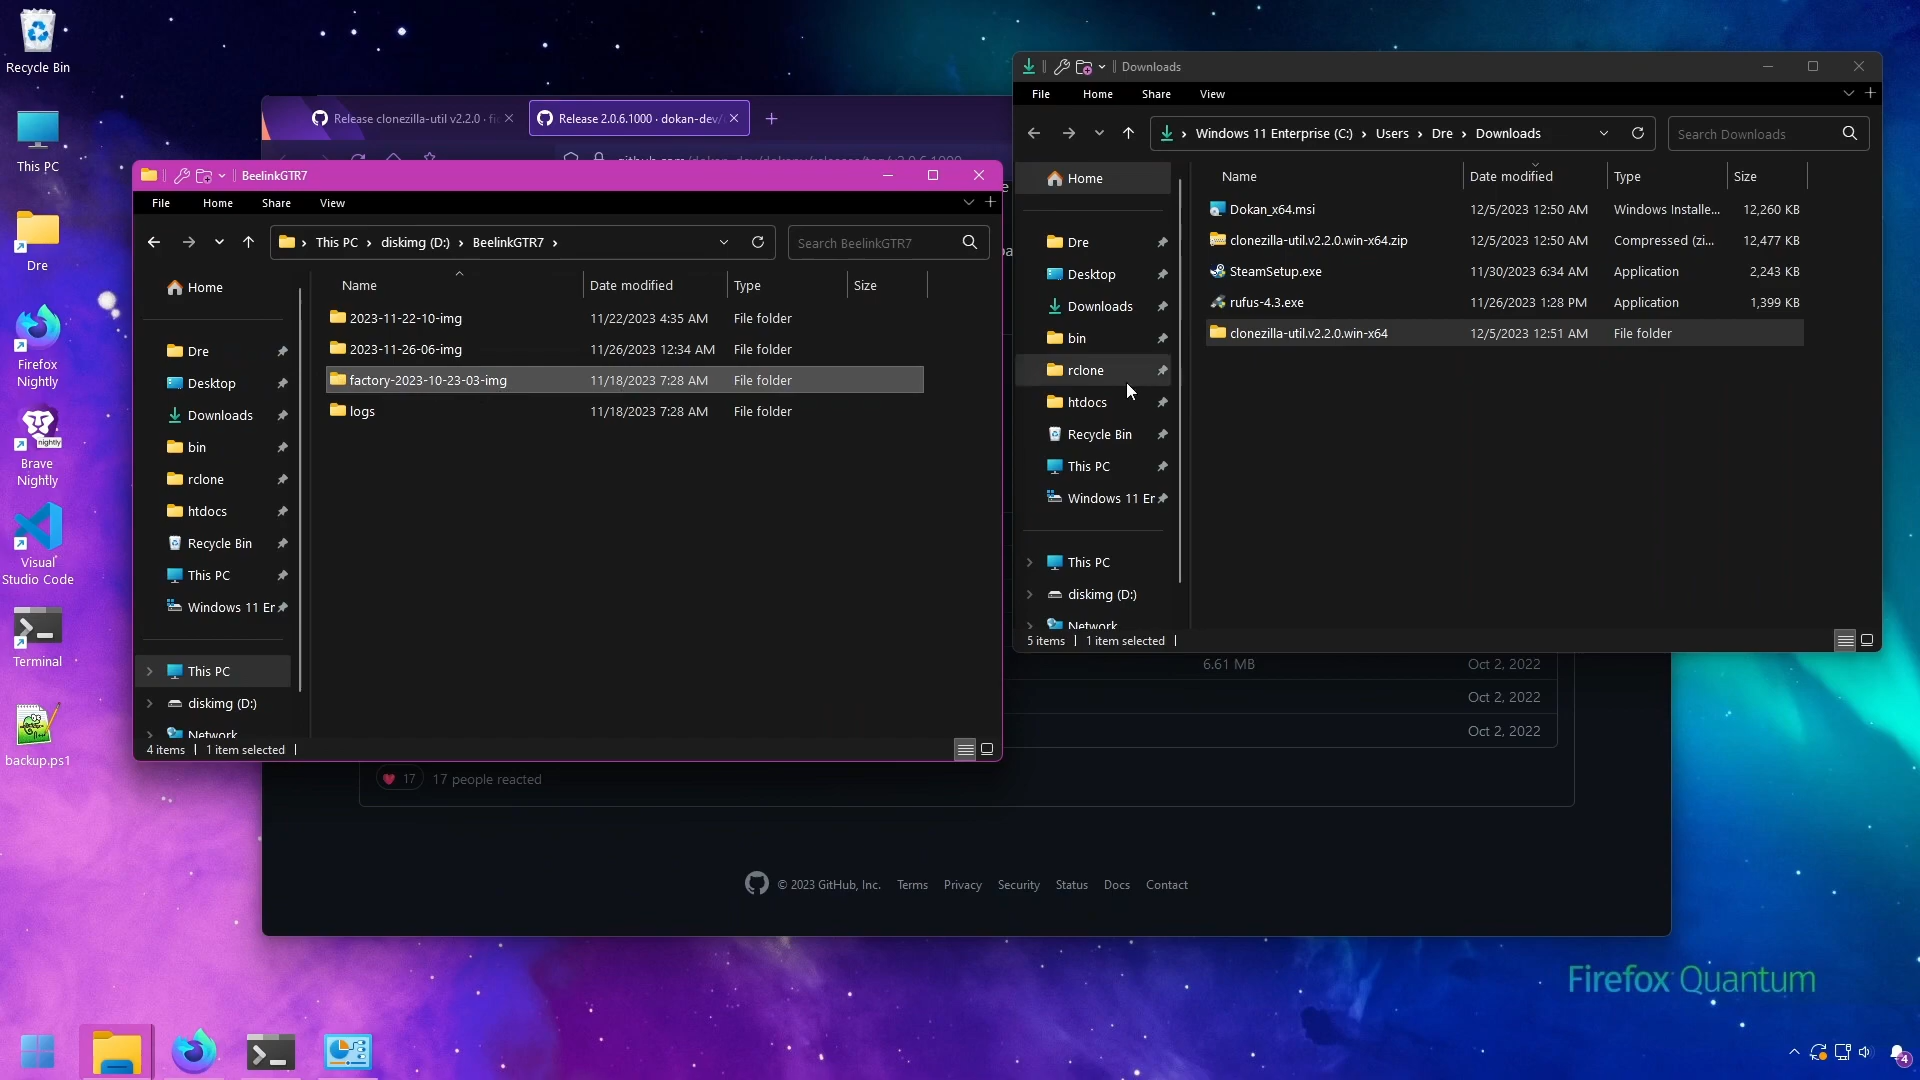 Recycle Bin
This PC
Dre
Firefox
Nightly
nightly
Brave
Nightly
Visual
Studio Code
Terminal
backup.ps1
Release clonezilla-util v2.2.0 · fi
Release 2.0.6.1000 · dokan-dev/
BeelinkGTR7
File Home Share View
This PC diskimg (D:) BeelinkGTR7
Search BeelinkGTR7
Name Date modified Type Size
2023-11-22-10-img 11/22/2023 4:35 AM File folder
2023-11-26-06-img 11/26/2023 12:34 AM File folder
factory-2023-10-23-03-img 11/18/2023 7:28 AM File folder
logs 11/18/2023 7:28 AM File folder
Home
Dre
Desktop
Downloads
bin
rclone
htdocs
Recycle Bin
This PC
Windows 11 Er
This PC
diskimg (D:)
Network
4 items 1 item selected
Downloads
File Home Share View
Windows 11 Enterprise (C:) Users Dre Downloads
Search Downloads
Name Date modified Type Size
Dokan_x64.msi 12/5/2023 12:50 AM Windows Installe... 12,260 KB
clonezilla-util.v2.2.0.win-x64.zip 12/5/2023 12:50 AM Compressed (zi... 12,477 KB
SteamSetup.exe 11/30/2023 6:34 AM Application 2,243 KB
rufus-4.3.exe 11/26/2023 1:28 PM Application 1,399 KB
clonezilla-util.v2.2.0.win-x64 12/5/2023 12:51 AM File folder
Home
Dre
Desktop
Downloads
bin
rclone
htdocs
Recycle Bin
This PC
Windows 11 Er
This PC
diskimg (D:)
Network
5 items 1 item selected
6.61 MB Oct 2, 2022
Oct 2, 2022
Oct 2, 2022
17 17 people reacted
© 2023 GitHub, Inc. Terms Privacy Security Status Docs Contact
Firefox Quantum
4